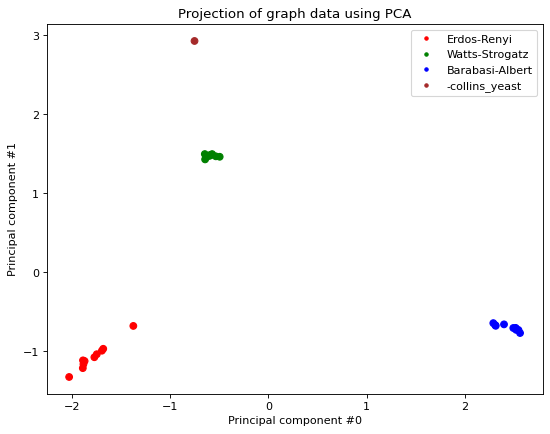 Projection of graph data using PCA
Erdos-Renyi
Watts-Strogatz
Barabasi-Albert
-collins_yeast
Principal component #1
3
2
1
0
−1
−2
−1
0
1
2
Principal component #0